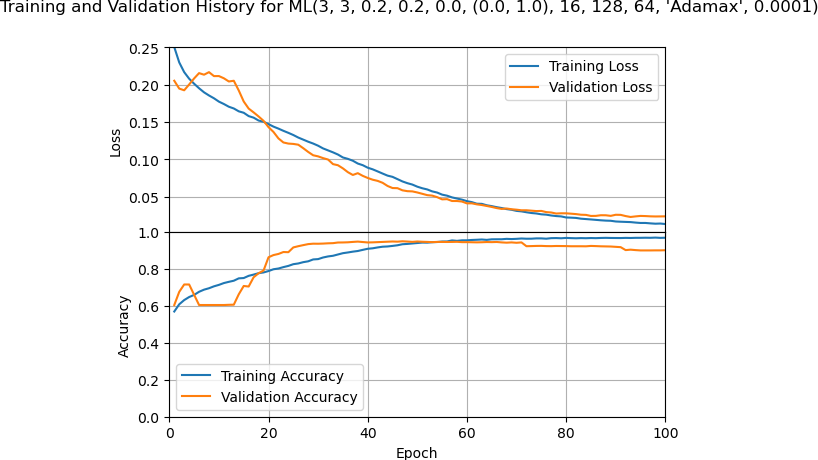 Training and Validation History for ML(3, 3, 0.2, 0.2, 0.0, (0.0, 1.0), 16, 128, 64, 'Adamax', 0.0001)
0.25
0.20
0.15
0.10
0.05
Loss
Training Loss
Validation Loss
1.0
0.8
0.6
0.4
0.2
0.0
Accuracy
Training Accuracy
Validation Accuracy
0 20 40 60 80 100
Epoch